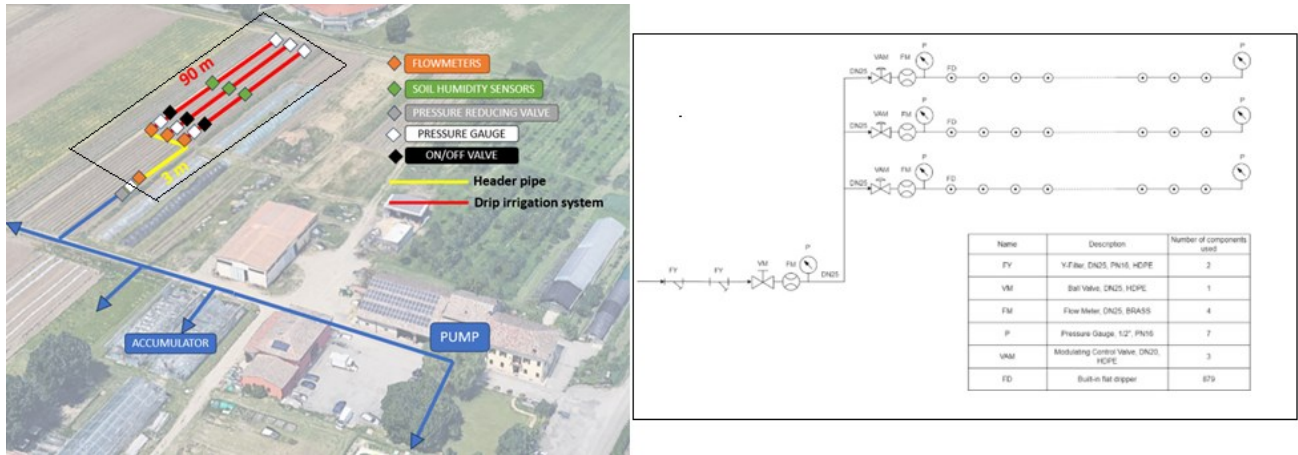 90 m
3 m
FLOWMETERS
SOIL HUMIDITY SENSORS
PRESSURE REDUCING VALVE
PRESSURE GAUGE
ON/OFF VALVE
Header pipe
Drip irrigation system
ACCUMULATOR
PUMP
VAM FM P
DN25 FD P
VAM FM P
DN25 FD P
VAM FM P
DN25 FD P
FY FY VM FM P
DN25
Name Description Number of components used
FY Y-Filter, DN25, PN16, HDPE 2
VM Ball Valve, DN25, HDPE 1
FM Flow Meter, DN25, BRASS 4
P Pressure Gauge, 1/2", PN16 7
VAM Modulating Control Valve, DN20, HDPE 3
FD Built-in flat dripper 879